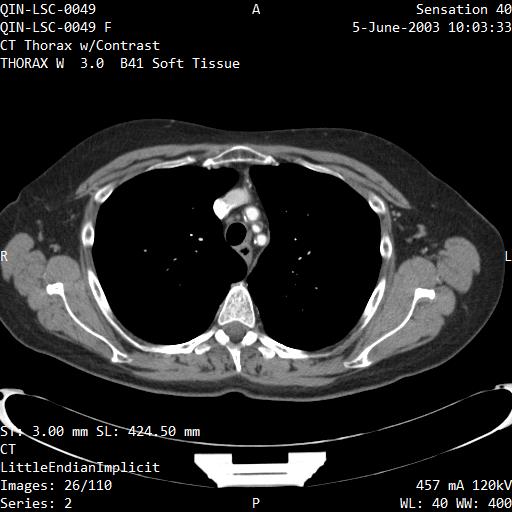 QIN-LSC-0049 A Sensation 40
QIN-LSC-0049 F 5-June-2003 10:03:33
CT Thorax w/Contrast
THORAX W 3.0 B41 Soft Tissue
R L
ST: 3.00 mm SL: 424.50 mm
CT
LittleEndianImplicit
Images: 26/110 457 mA 120kV
Series: 2 P WL: 40 WW: 400